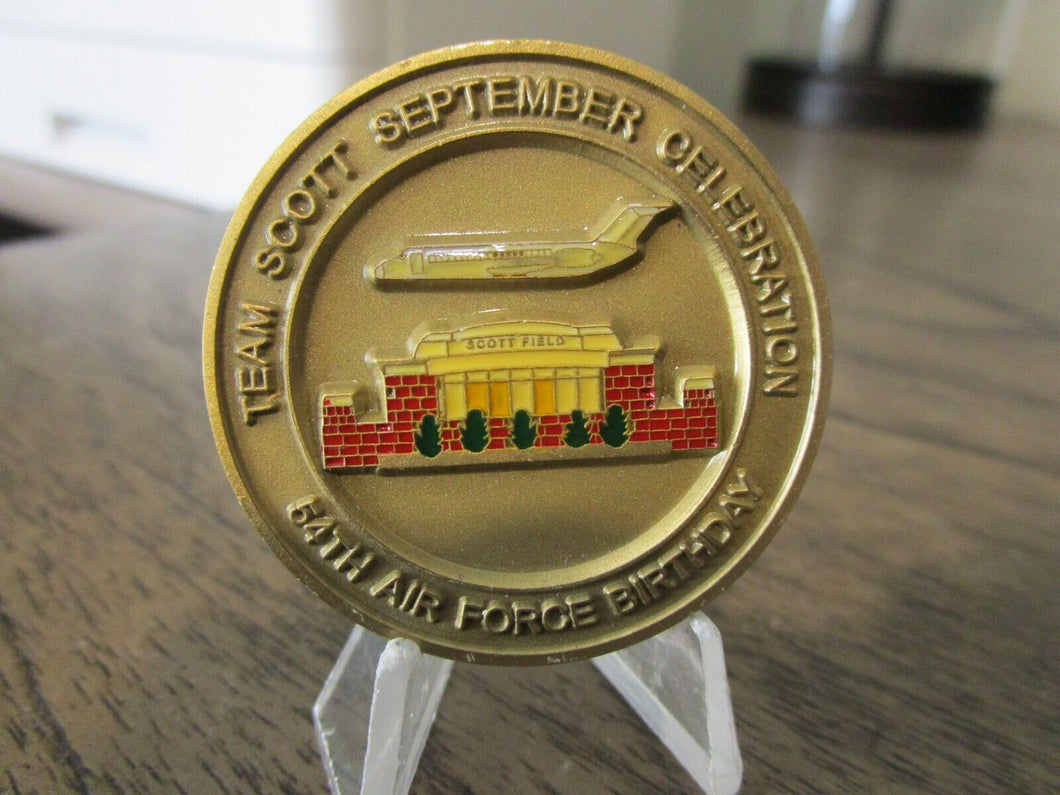 TEAM SCOTT SEPTEMBER CELEBRATION
SCOTT FIELD
54TH AIR FORCE BIRTHDAY